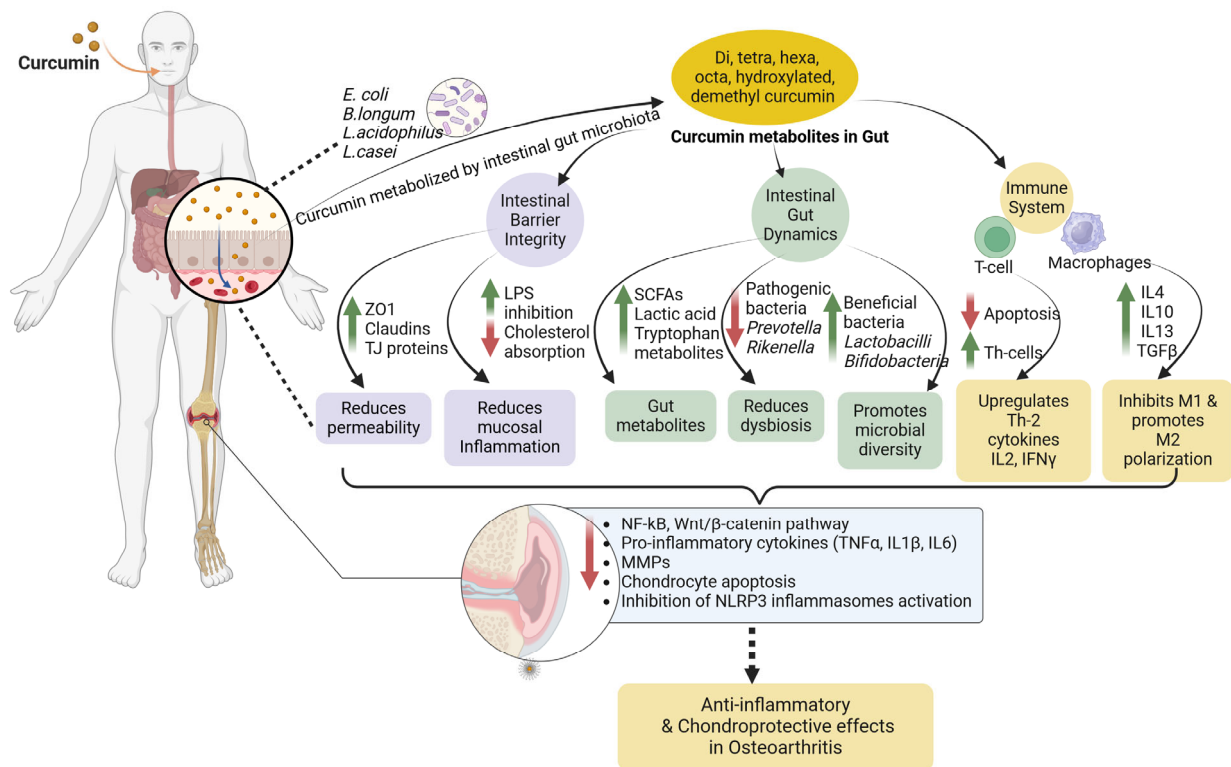 Curcumin
E. coli
B.longum
L.acidophilus
L.casei
Curcumin metabolized by intestinal gut microbiota
Di, tetra, hexa,
octa, hydroxylated,
demethyl curcumin
Curcumin metabolites in Gut
Intestinal
Barrier
Integrity
Intestinal
Gut
Dynamics
Immune
System
T-cell
Macrophages
ZO1
Claudins
TJ proteins
LPS
inhibition
Cholesterol
absorption
SCFAs
Lactic acid
Tryptophan
metabolites
Pathogenic
bacteria
Prevotella
Rikenella
Beneficial
bacteria
Lactobacilli
Bifidobacteria
Apoptosis
Th-cells
IL4
IL10
IL13
TGFβ
Reduces
permeability
Reduces
mucosal
Inflammation
Gut
metabolites
Reduces
dysbiosis
Promotes
microbial
diversity
Upregulates
Th-2
cytokines
IL2, IFNγ
Inhibits M1 &
promotes
M2
polarization
• NF-kB, Wnt/β-catenin pathway
• Pro-inflammatory cytokines (TNFα, IL1β, IL6)
• MMPs
• Chondrocyte apoptosis
• Inhibition of NLRP3 inflammasomes activation
Anti-inflammatory
& Chondroprotective effects
in Osteoarthritis